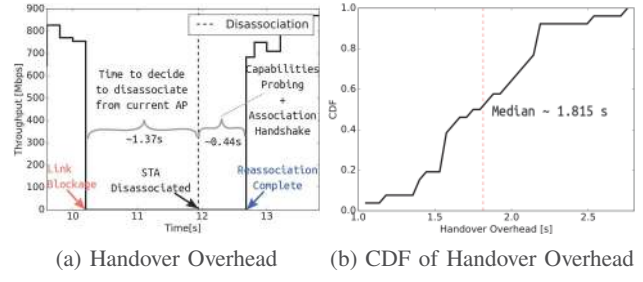 900
800
700
600
500
400
300
200
100
0
Throughput [Mbps]
Disassociation
Time to decide
to disassociate
from current AP
Capabilities
Probing
+
Association
Handshake
~1.37s
~0.44s
Link
Blockage
STA
Disassociated
Reassociation
Complete
10 11 12 13
Time[s]
(a) Handover Overhead
1.0
0.8
0.6
0.4
0.2
0.0
CDF
Median ~ 1.815 s
1.0 1.5 2.0 2.5
Handover Overhead [s]
(b) CDF of Handover Overhead